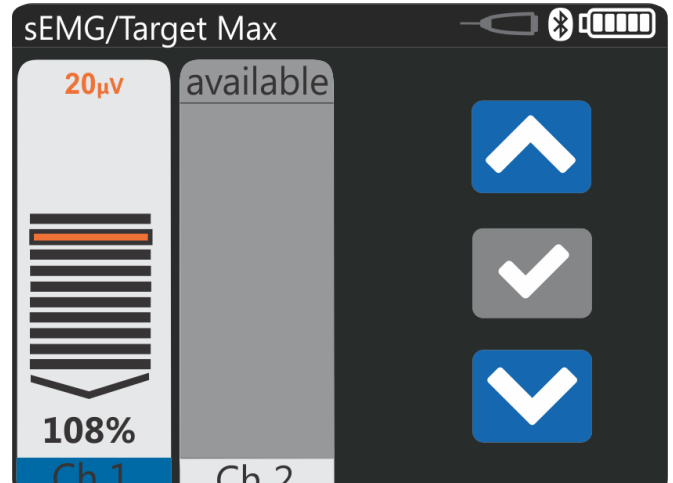 sEMG/Target Max
20µV
available
108%
Ch 1
Ch 2